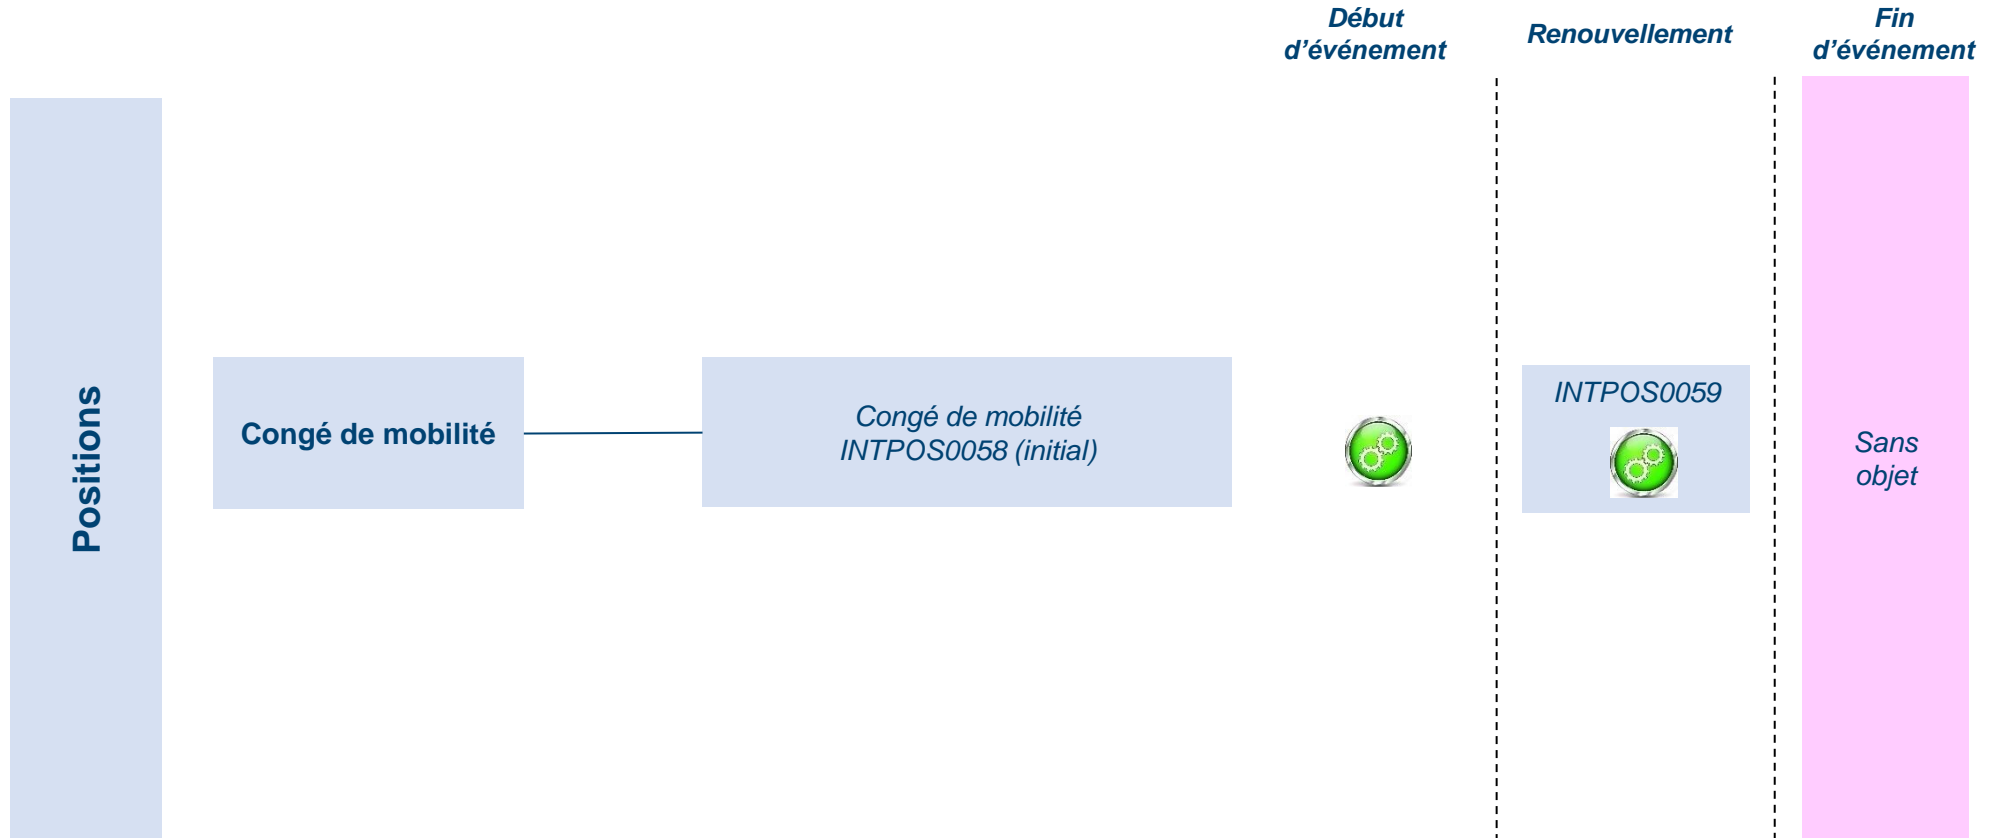 Début
d’événement
Renouvellement
Fin
d’événement
Positions
Congé de mobilité
Congé de mobilité
INTPOS0058 (initial)
INTPOS0059
Sans
objet